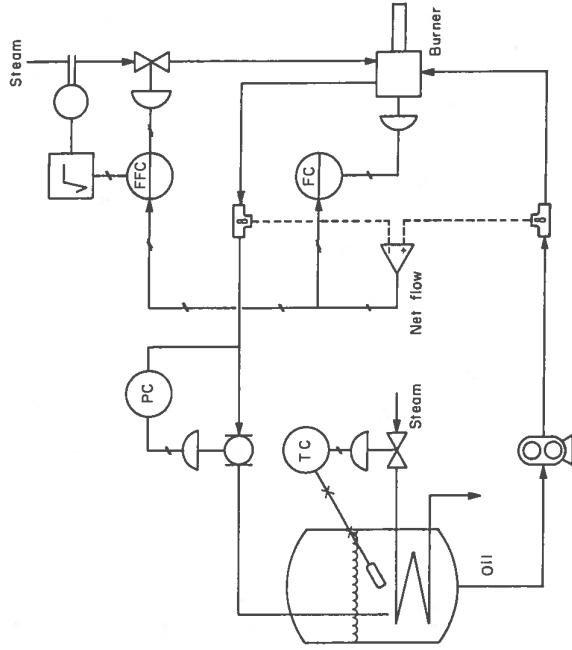 Steam
√
FFC
FC
Burner
PC
Net flow
-
+
TC
Steam
Oil